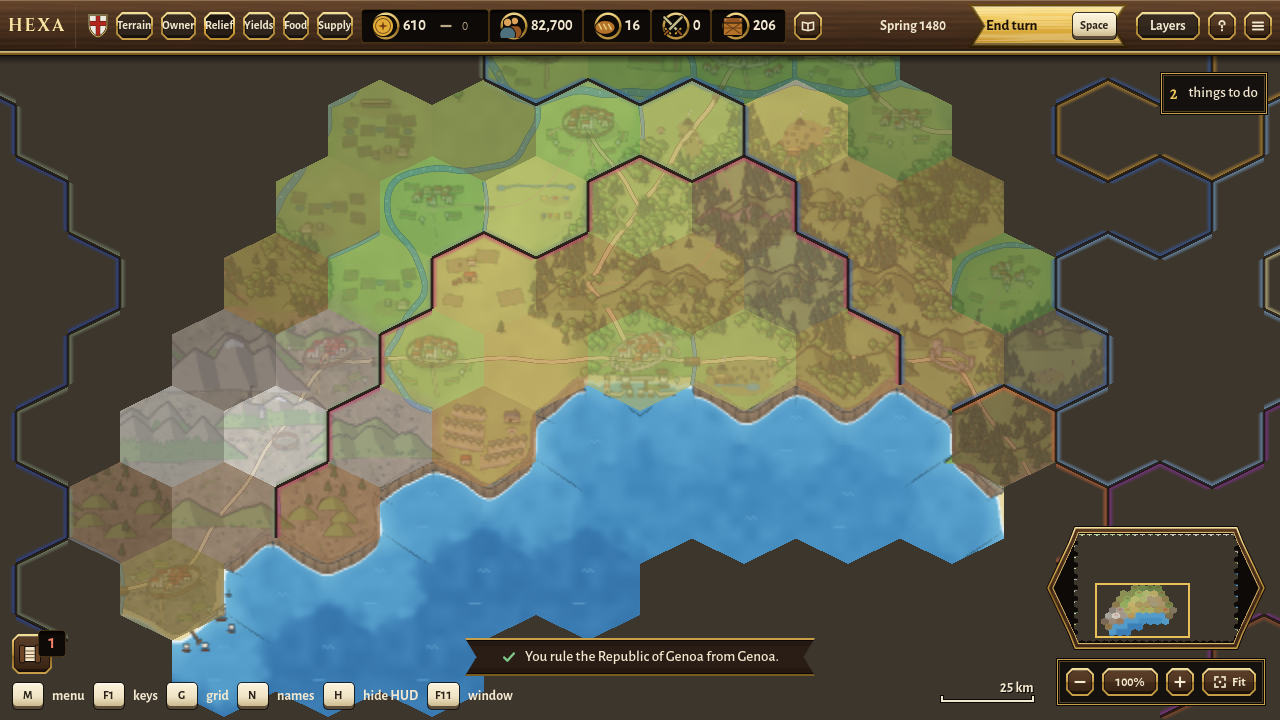 HEXA
Terrain
Owner
Relief
Yields
Food
Supply
610 — 0
82,700
16
0
206
Spring 1480
End turn
Space
Layers
?
2 things to do
You rule the Republic of Genoa from Genoa.
1
M menu
F1 keys
G grid
N names
H hide HUD
F11 window
25 km
100%
Fit